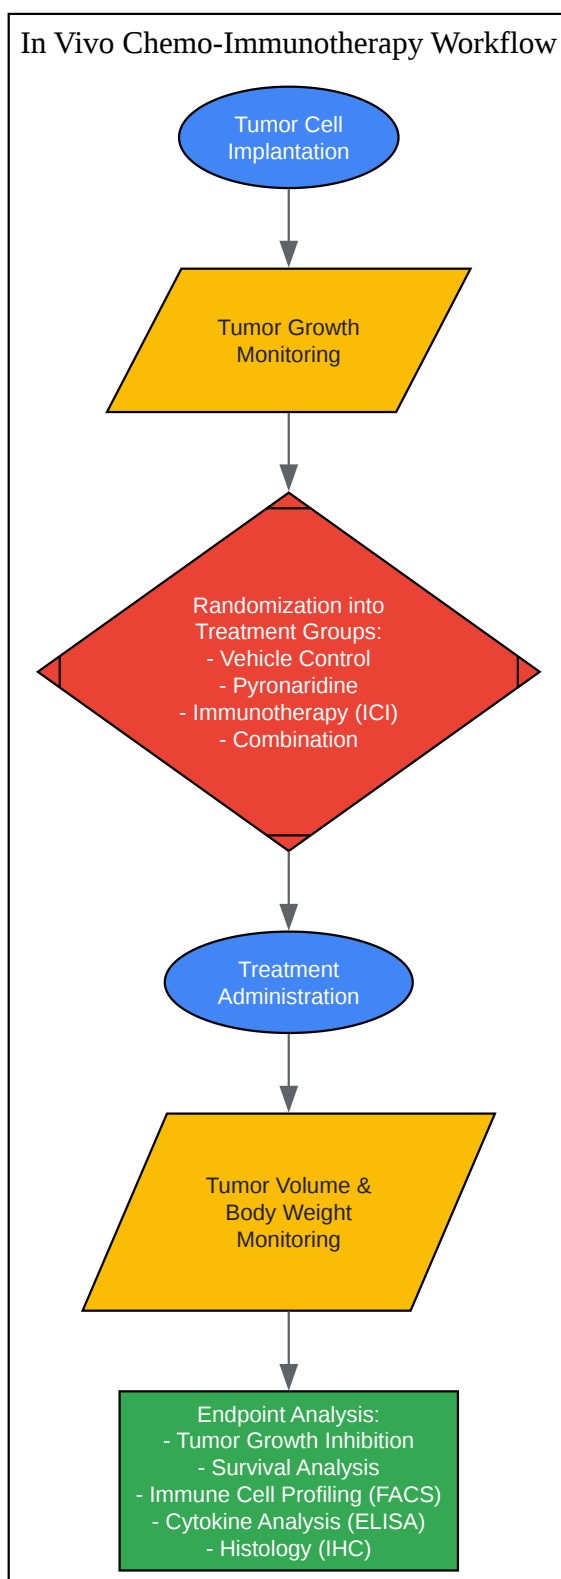 In Vivo Chemo-Immunotherapy Workflow
Tumor Cell
Implantation
Tumor Growth
Monitoring
Randomization into
Treatment Groups:
- Vehicle Control
- Pyronaridine
- Immunotherapy (ICI)
- Combination
Treatment
Administration
Tumor Volume &
Body Weight
Monitoring
Endpoint Analysis:
- Tumor Growth Inhibition
- Survival Analysis
- Immune Cell Profiling (FACS)
- Cytokine Analysis (ELISA)
- Histology (IHC)